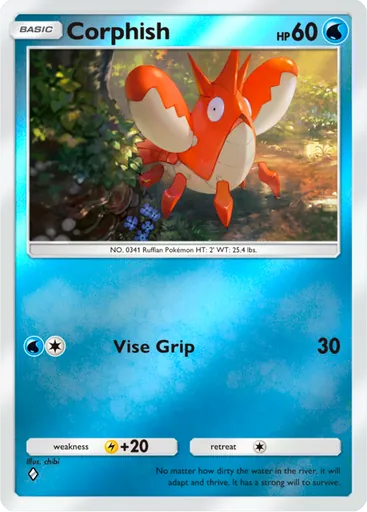 BASIC Corphish HP 60
NO. 0341 Ruffian Pokémon HT: 2' WT: 25.4 lbs.
Vise Grip 30
weakness +20 retreat
Illus. chibi
No matter how dirty the water in the river, it will
adapt and thrive. It has a strong will to survive.